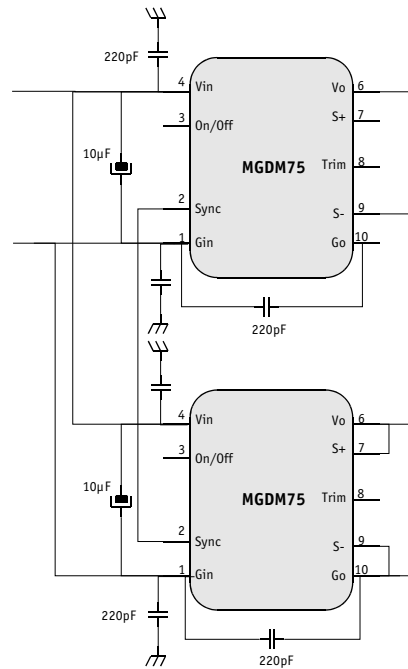 220pF
4 Vin Vo 6
S+ 7
3 On/Off
10µF
MGDM75 Trim 8
2 Sync S- 9
1 Gin Go 10
220pF
4 Vin Vo 6
S+ 7
3 On/Off
10µF
MGDM75 Trim 8
2 Sync S- 9
1 Gin Go 10
220pF
220pF